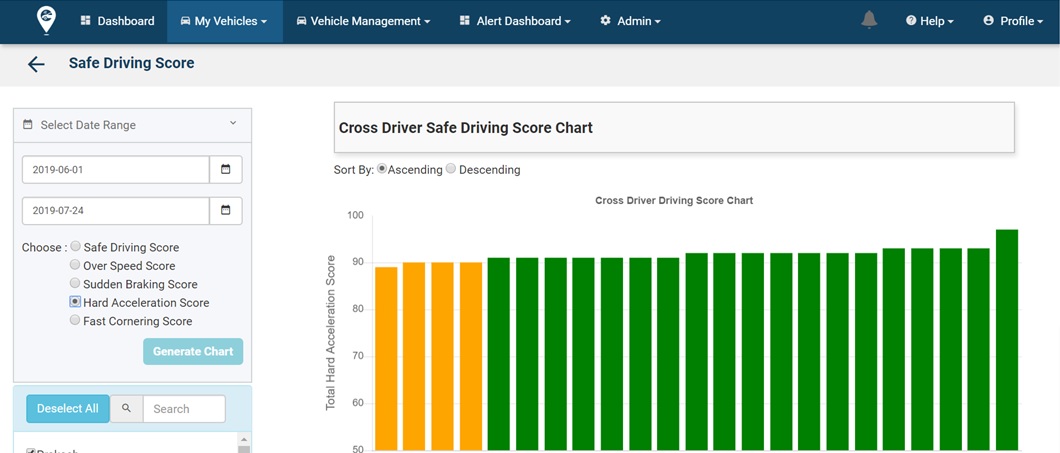 Dashboard My Vehicles Vehicle Management Alert Dashboard Admin Help Profile
Safe Driving Score
Select Date Range
2019-06-01
2019-07-24
Choose : Safe Driving Score
Over Speed Score
Sudden Braking Score
Hard Acceleration Score
Fast Cornering Score
Generate Chart
Deselect All Search
Cross Driver Safe Driving Score Chart
Sort By: Ascending Descending
Cross Driver Driving Score Chart
Total Hard Acceleration Score
100
90
80
70
60
50